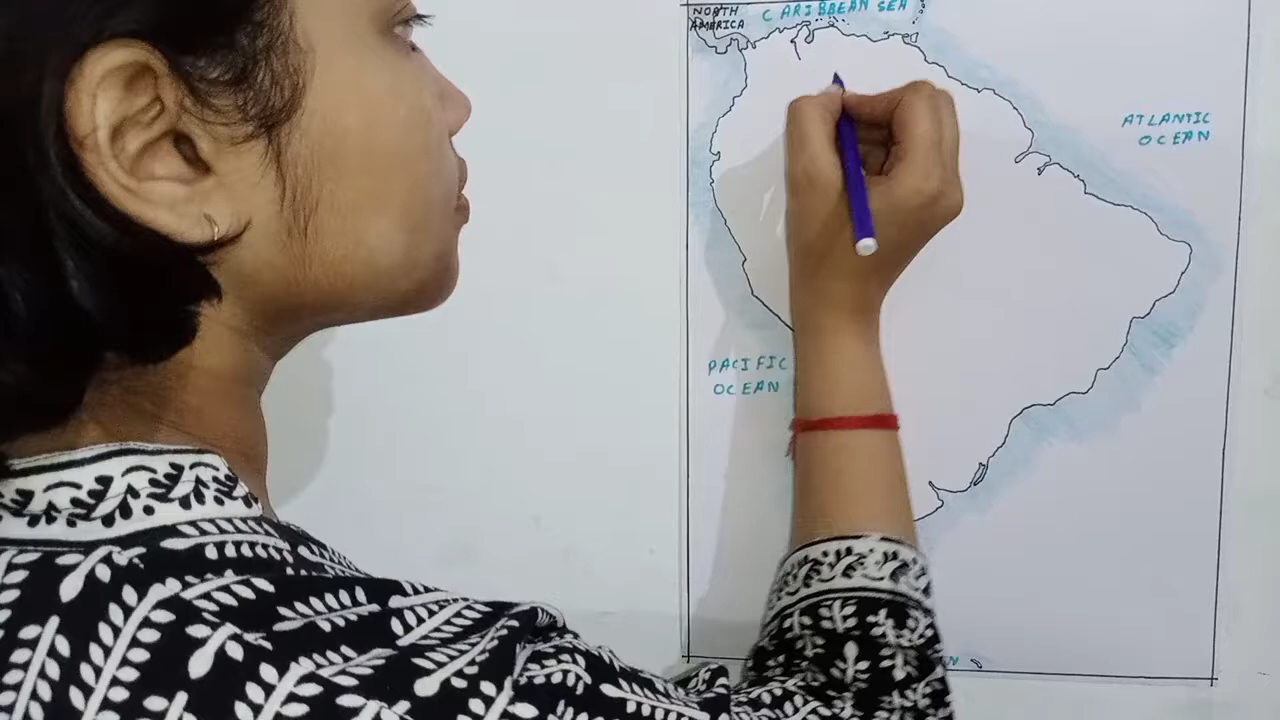 NORTH
AMERICA
CARIBBEAN SEA
ATLANTIC
OCEAN
PACIFIC
OCEAN